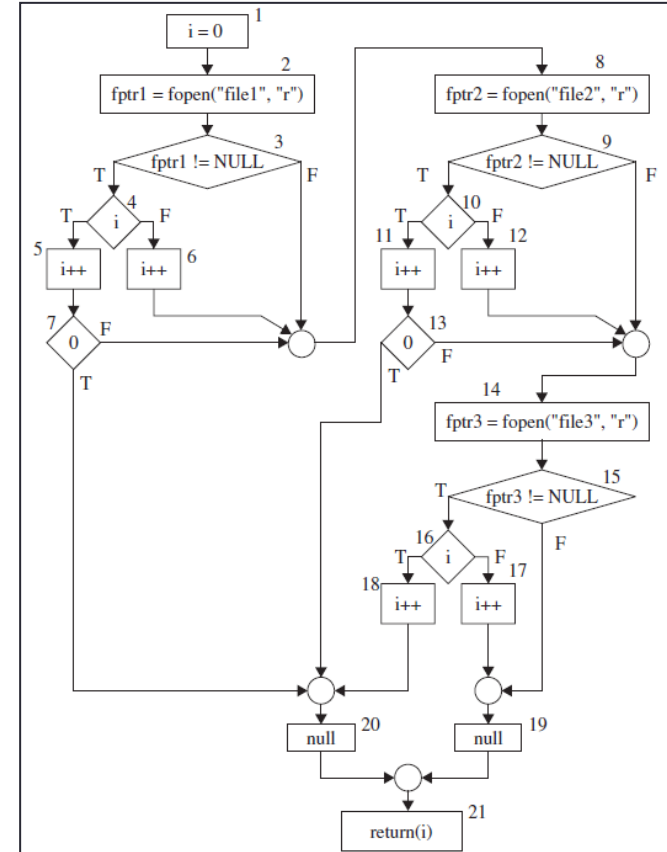 1
i = 0
2
fptr1 = fopen("file1", "r")
3
fptr1 != NULL
T
F
4
T
i
F
5
i++
6
i++
7
0
F
T
8
fptr2 = fopen("file2", "r")
9
fptr2 != NULL
T
F
10
T
i
F
11
i++
12
i++
13
0
T
F
14
fptr3 = fopen("file3", "r")
15
fptr3 != NULL
T
F
16
T
i
F
17
18
i++
i++
20
null
19
null
21
return(i)